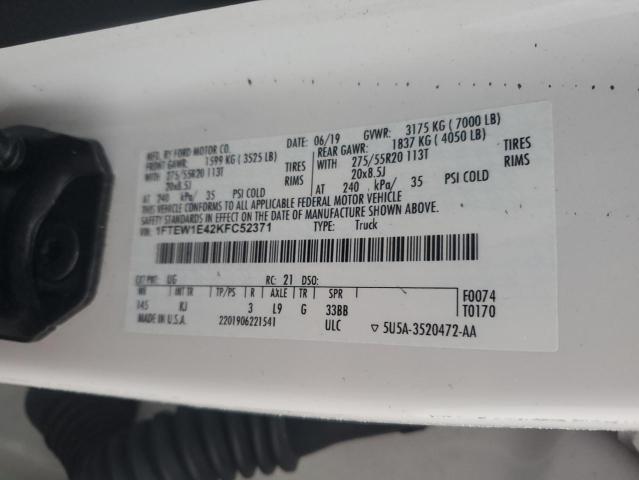 MFG. BY FORD MOTOR CO. DATE: 06/19 GVWR: 3175 KG ( 7000 LB)
FRONT GAWR: 1599 KG ( 3525 LB) REAR GAWR: 1837 KG ( 4050 LB)
WITH 275/55R20 113T TIRES WITH 275/55R20 113T TIRES
20x8.5J RIMS 20x8.5J RIMS
AT 240 kPa/ 35 PSI COLD AT 240 kPa/ 35 PSI COLD
THIS VEHICLE CONFORMS TO ALL APPLICABLE FEDERAL MOTOR VEHICLE
SAFETY STANDARDS IN EFFECT ON THE DATE OF MANUFACTURE SHOWN ABOVE.
VIN: 1FTEW1E42KFC52371 TYPE: Truck
EXT PNT: UG RC: 21 DSO: F0074
WB INT TR TP/PS R AXLE TR SPR T0170
145 KJ 3 L9 G 33BB
MADE IN U.S.A. 2201906221541 ULC ▽ 5U5A-3520472-AA